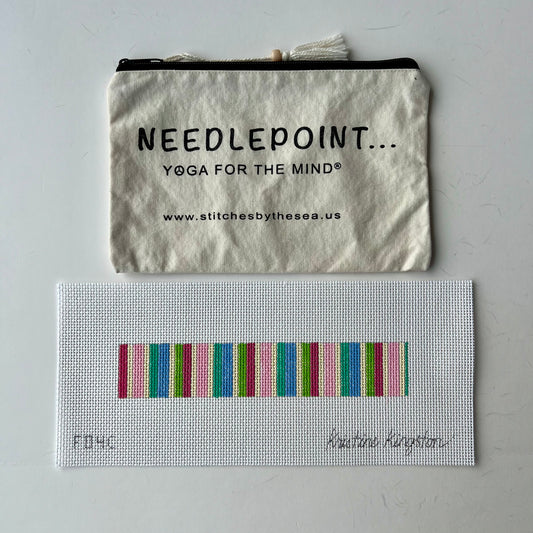 NEEDLEPOINT...
YOGA FOR THE MIND®
www.stitchesbythesea.us
F04C
Kristine Kingston